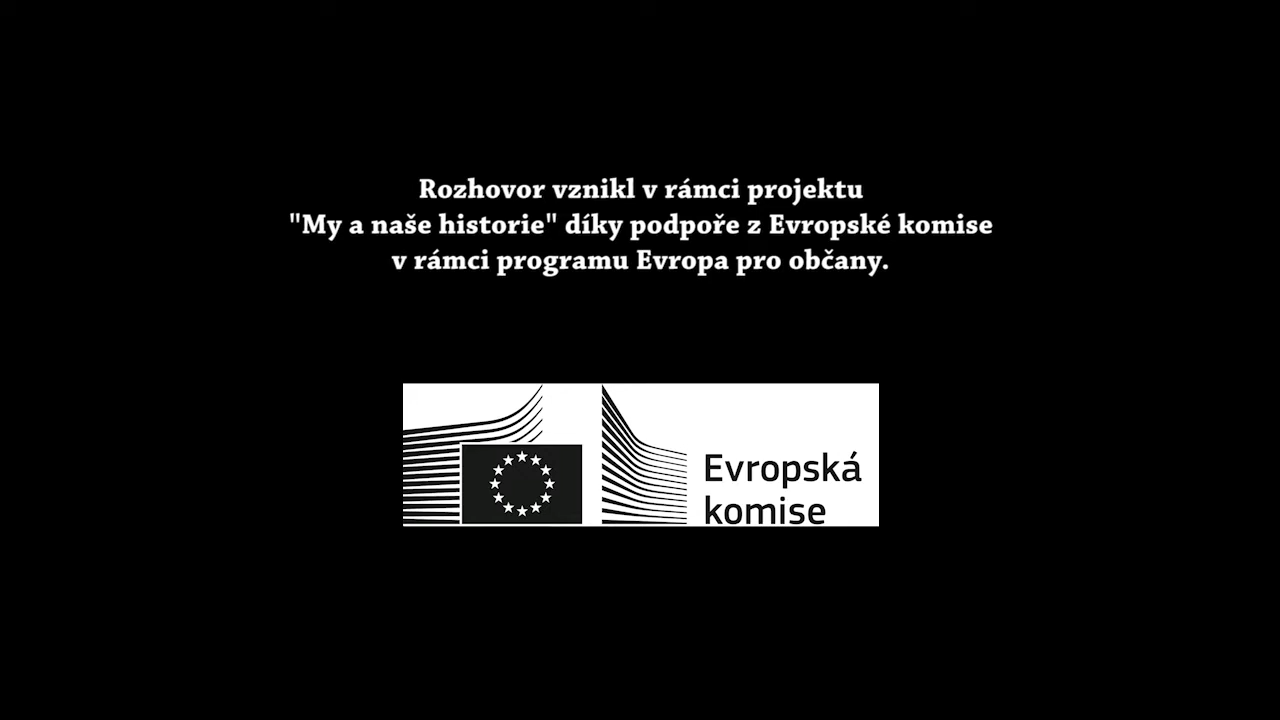 Rozhovor vznikl v rámci projektu
"My a naše historie" díky podpoře z Evropské komise
v rámci programu Evropa pro občany.
Evropská
komise